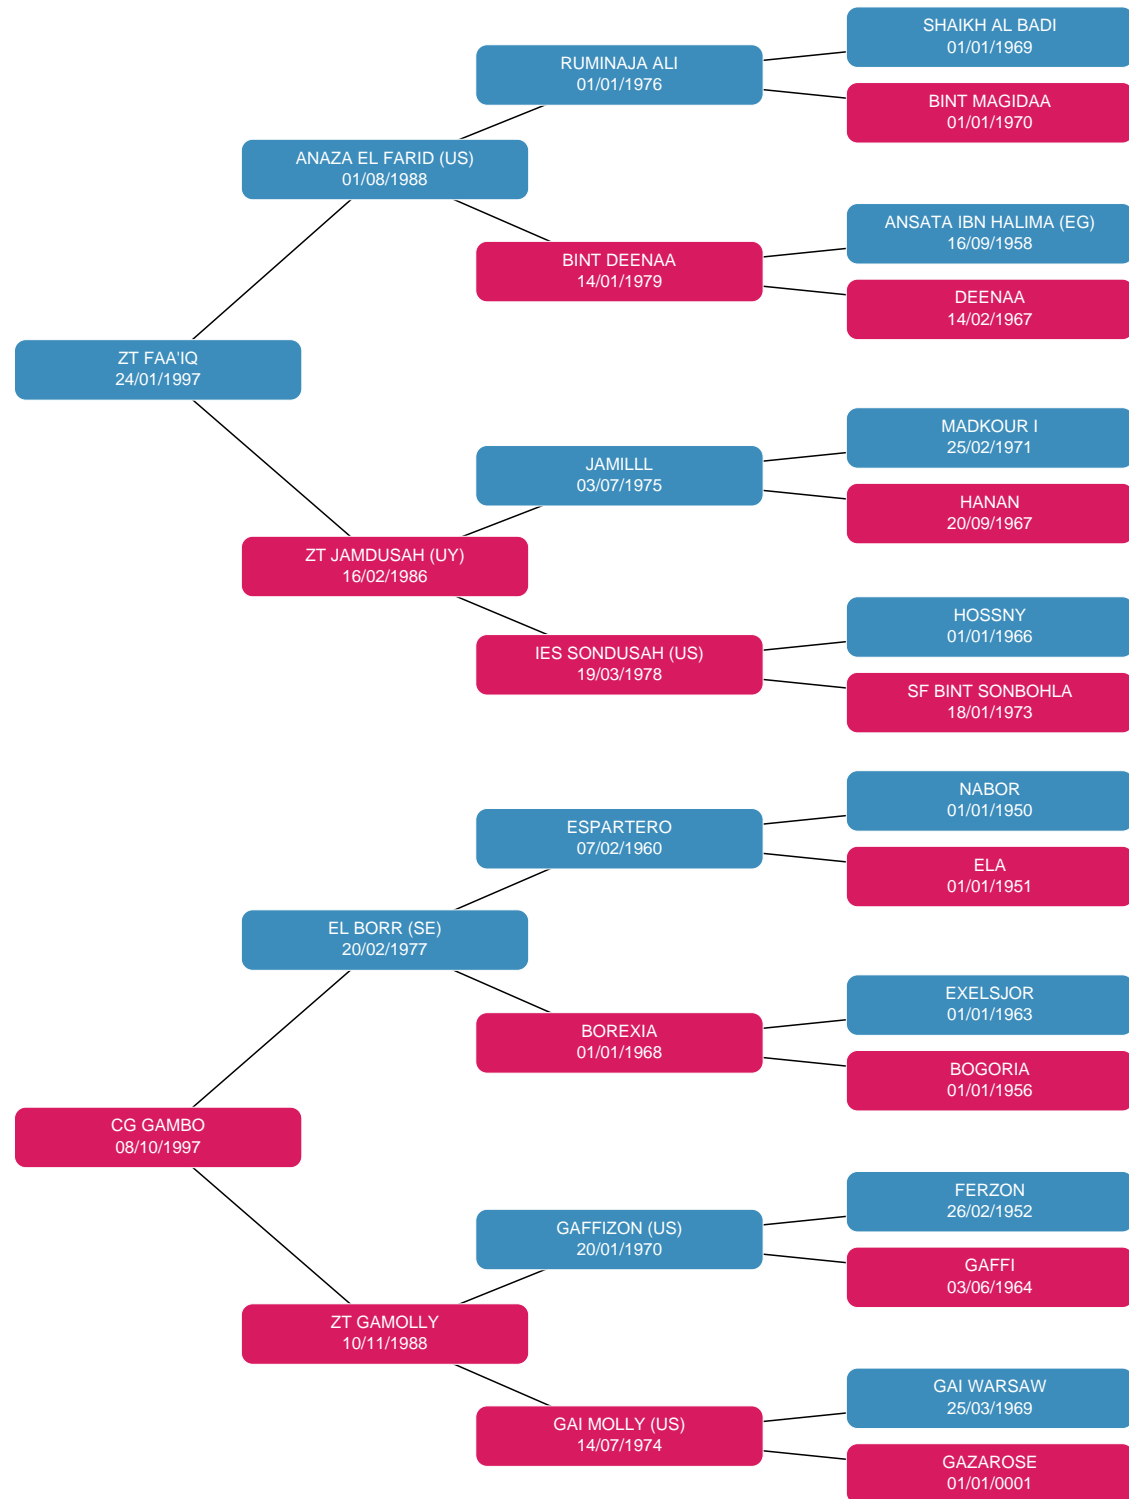 SHAIKH AL BADI
01/01/1969
RUMINAJA ALI
01/01/1976
BINT MAGIDAA
01/01/1970
ANAZA EL FARID (US)
01/08/1988
ANSATA IBN HALIMA (EG)
16/09/1958
BINT DEENAA
14/01/1979
DEENAA
14/02/1967
ZT FAA'IQ
24/01/1997
MADKOUR I
25/02/1971
JAMILLL
03/07/1975
HANAN
20/09/1967
ZT JAMDUSAH (UY)
16/02/1986
HOSSNY
01/01/1966
IES SONDUSAH (US)
19/03/1978
SF BINT SONBOHLA
18/01/1973
NABOR
01/01/1950
ESPARTERO
07/02/1960
ELA
01/01/1951
EL BORR (SE)
20/02/1977
EXELSJOR
01/01/1963
BOREXIA
01/01/1968
BOGORIA
01/01/1956
CG GAMBO
08/10/1997
FERZON
26/02/1952
GAFFIZON (US)
20/01/1970
GAFFI
03/06/1964
ZT GAMOLLY
10/11/1988
GAI WARSAW
25/03/1969
GAI MOLLY (US)
14/07/1974
GAZAROSE
01/01/0001